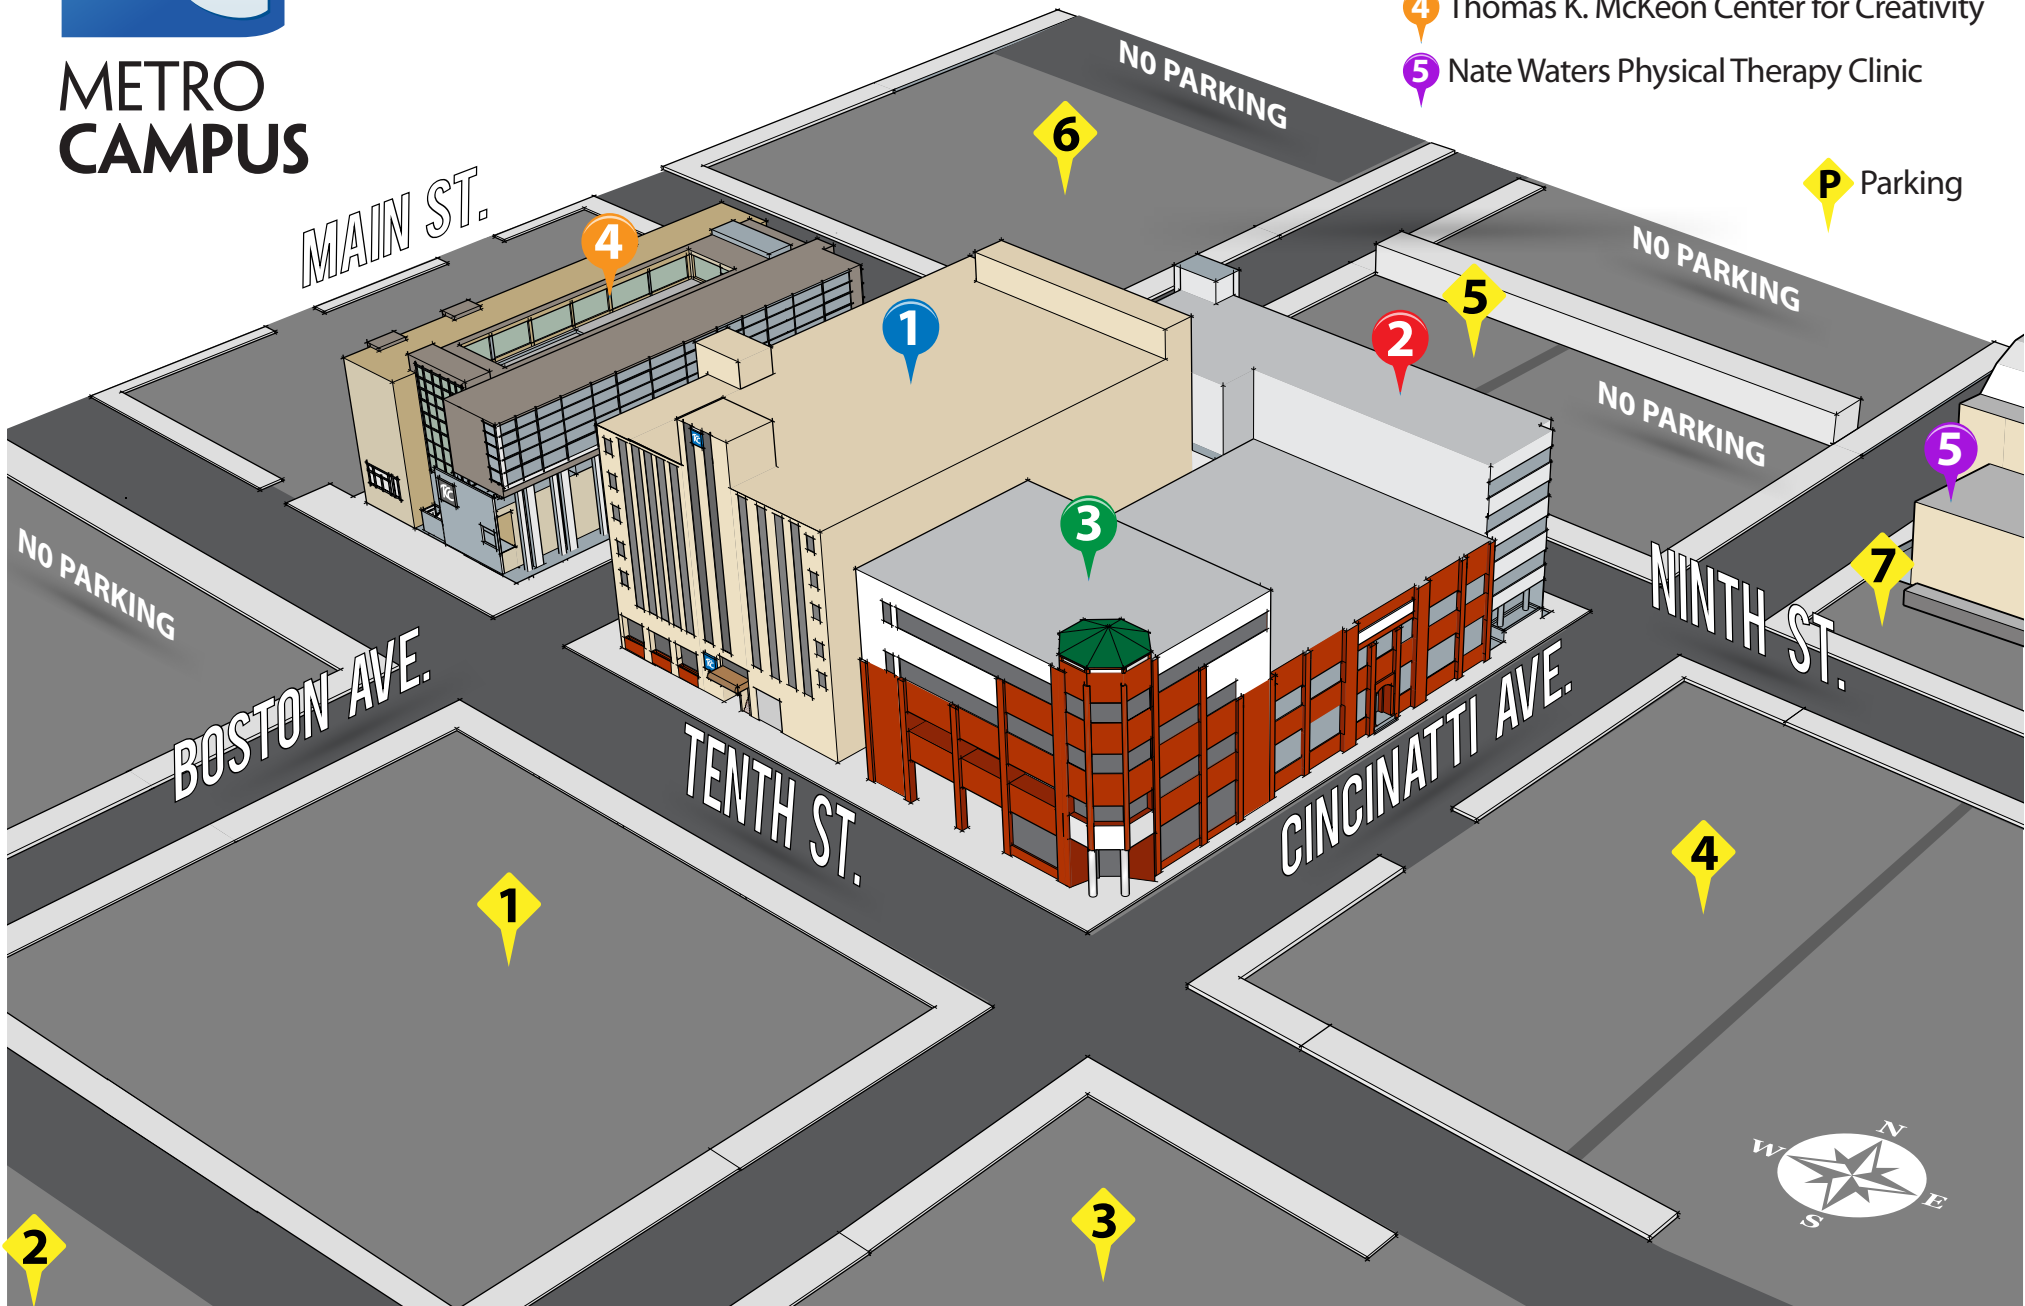 METRO
CAMPUS
4 Thomas K. McKeon Center for Creativity
5 Nate Waters Physical Therapy Clinic
P Parking
NO PARKING
6
MAIN ST.
4
NO PARKING
5
1
2
NO PARKING
5
3
7
NO PARKING
NINTH ST.
BOSTON AVE.
TENTH ST.
CINCINATTI AVE.
4
1
N
W
E
S
3
2